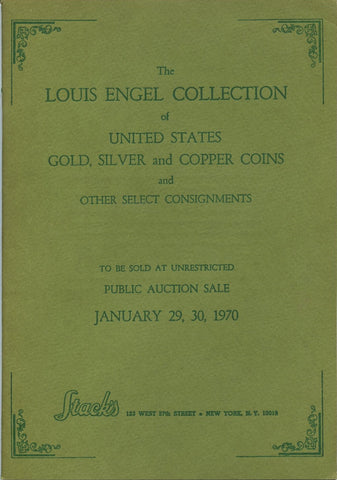 The
LOUIS ENGEL COLLECTION
of
UNITED STATES
GOLD, SILVER and COPPER COINS
and
OTHER SELECT CONSIGNMENTS
TO BE SOLD AT UNRESTRICTED
PUBLIC AUCTION SALE
JANUARY 29, 30, 1970
Stack's 123 WEST 57th STREET • NEW YORK, N. Y. 10019